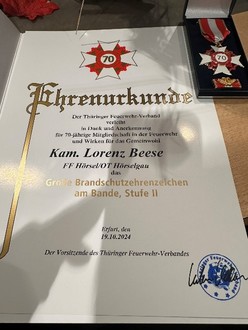 70
70
Ehrenurkunde
Der Thüringer Feuerwehr-Verband
verleiht
in Dank und Anerkennung
für 70-jährige Mitgliedschaft in der Feuerwehr
und Wirken für das Gemeinwohl
Kam. Lorenz Beese
FF Hörsel/OT Hörselgau
das
Große Brandschutzehrenzeichen
am Bande, Stufe II
Erfurt, den
19.10.2024
Der Vorsitzende des Thüringer Feuerwehr-Verbandes